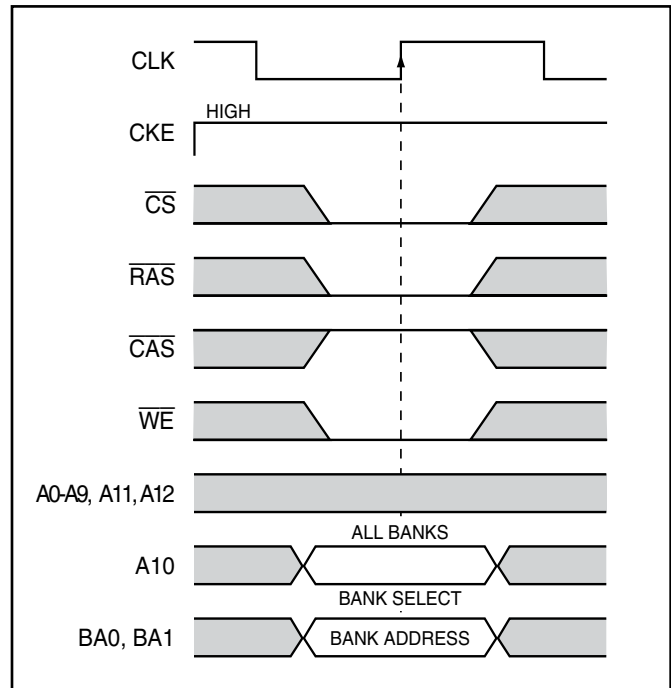 CLK
HIGH
CKE
CS
RAS
CAS
WE
A0-A9, A11, A12
ALL BANKS
A10
BANK SELECT
BA0, BA1
BANK ADDRESS